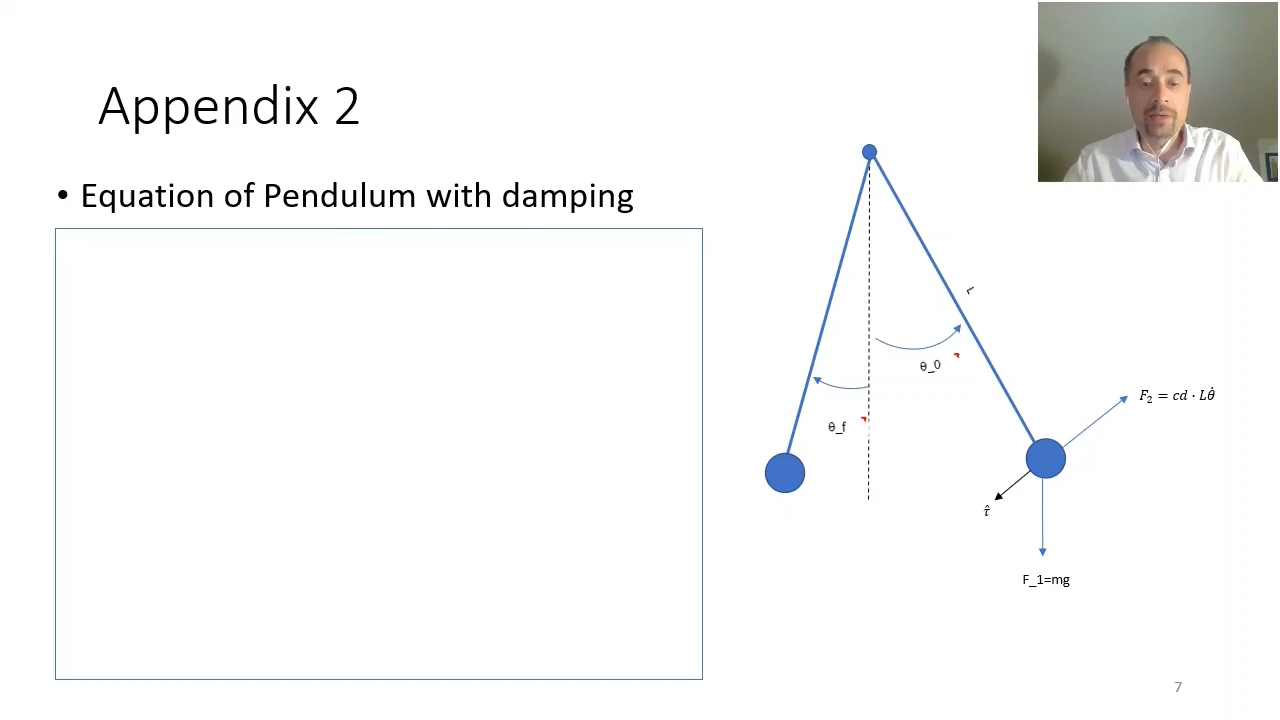 Appendix 2
• Equation of Pendulum with damping
L
θ_0
F₂ = cd · Lθ̇
θ_f
τ̂
F_1=mg
7